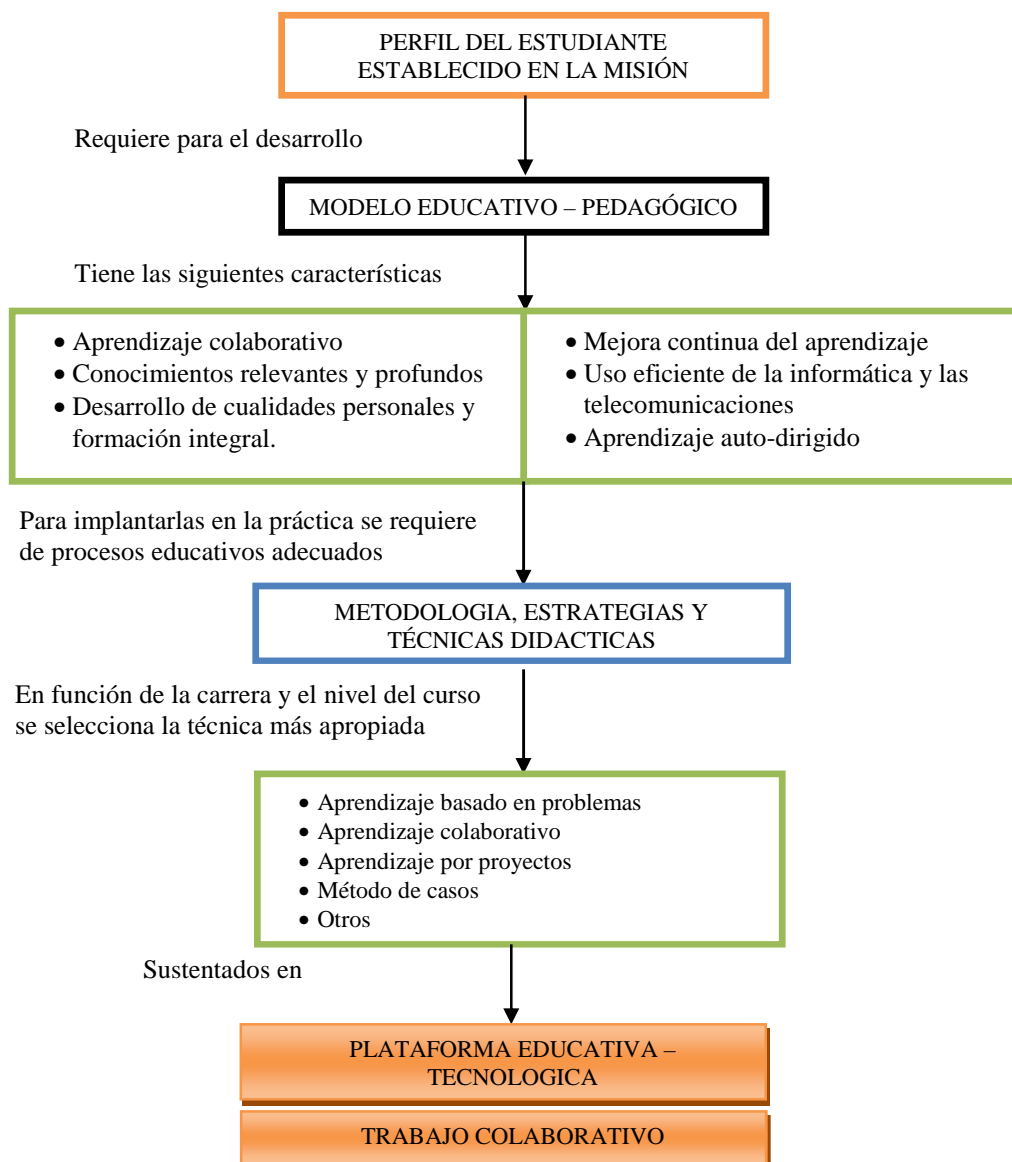 PERFIL DEL ESTUDIANTE
ESTABLECIDO EN LA MISIÓN
Requiere para el desarrollo
MODELO EDUCATIVO – PEDAGÓGICO
Tiene las siguientes características
• Aprendizaje colaborativo
• Conocimientos relevantes y profundos
• Desarrollo de cualidades personales y
formación integral.
• Mejora continua del aprendizaje
• Uso eficiente de la informática y las
telecomunicaciones
• Aprendizaje auto-dirigido
Para implantarlas en la práctica se requiere
de procesos educativos adecuados
METODOLOGIA, ESTRATEGIAS Y
TÉCNICAS DIDACTICAS
En función de la carrera y el nivel del curso
se selecciona la técnica más apropiada
• Aprendizaje basado en problemas
• Aprendizaje colaborativo
• Aprendizaje por proyectos
• Método de casos
• Otros
Sustentados en
PLATAFORMA EDUCATIVA –
TECNOLOGICA
TRABAJO COLABORATIVO